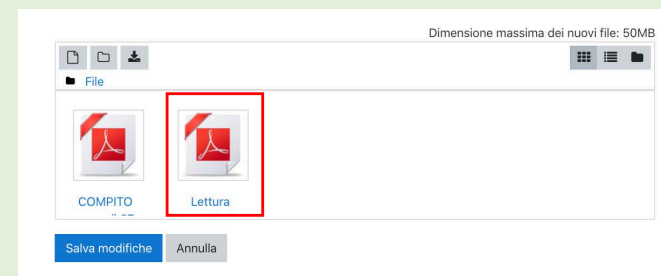 Dimensione massima dei nuovi file: 50MB
File
COMPITO
Lettura
Salva modifiche
Annulla